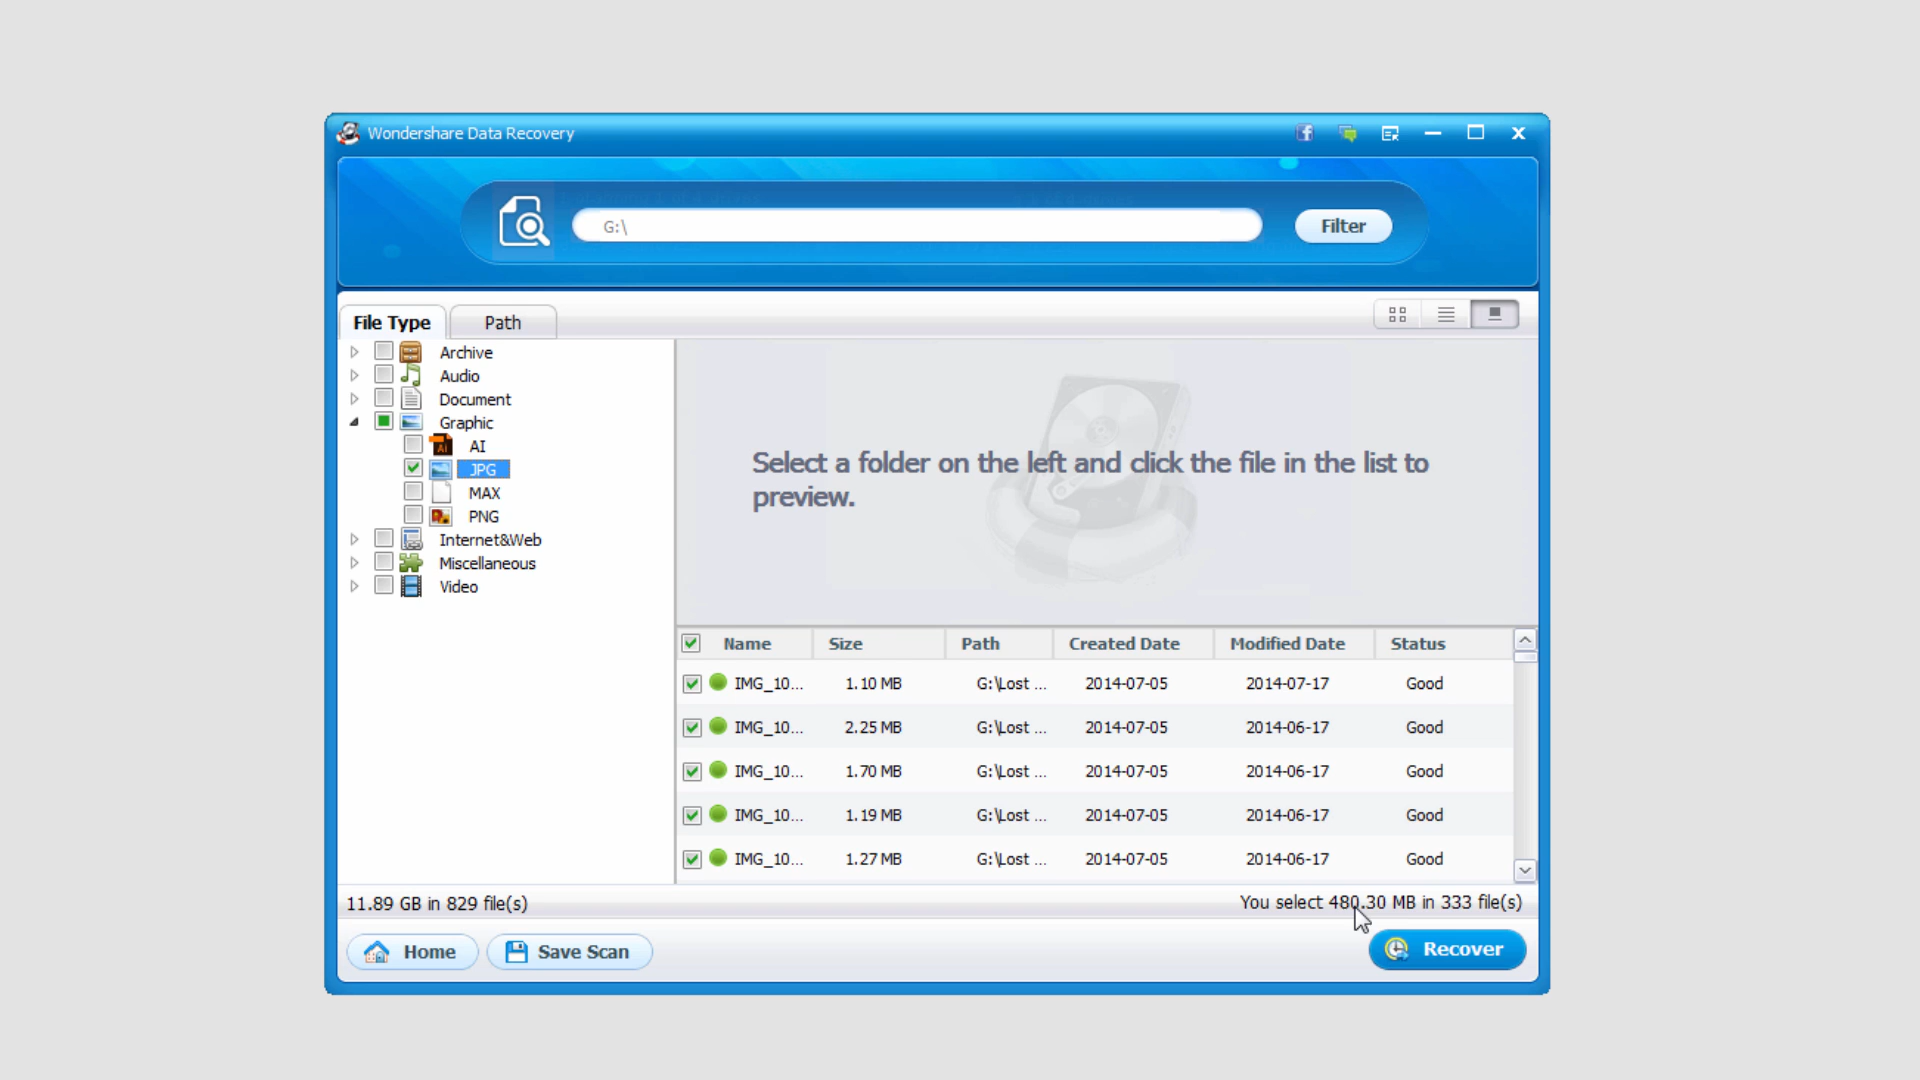 Wondershare Data Recovery
G:\
Filter
File Type
Path
Archive
Audio
Document
Graphic
AI
JPG
MAX
PNG
Internet&Web
Miscellaneous
Video
Select a folder on the left and click the file in the list to
preview.
Name Size Path Created Date Modified Date Status
IMG_10... 1.10 MB G:\Lost ... 2014-07-05 2014-07-17 Good
IMG_10... 2.25 MB G:\Lost ... 2014-07-05 2014-06-17 Good
IMG_10... 1.70 MB G:\Lost ... 2014-07-05 2014-06-17 Good
IMG_10... 1.19 MB G:\Lost ... 2014-07-05 2014-06-17 Good
IMG_10... 1.27 MB G:\Lost ... 2014-07-05 2014-06-17 Good
11.89 GB in 829 file(s)
You select 480.30 MB in 333 file(s)
Home
Save Scan
Recover